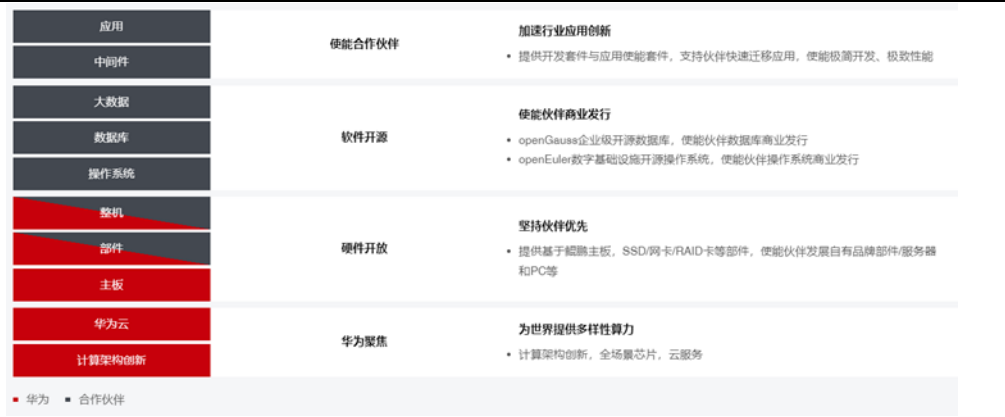 应用
中间件
使能合作伙伴
加速行业应用创新
• 提供开发套件与应用使能套件，支持伙伴快速迁移应用，使能极简开发、极致性能
大数据
数据库
操作系统
软件开源
使能伙伴商业发行
• openGauss企业级开源数据库，使能伙伴数据库商业发行
• openEuler数字基础设施开源操作系统，使能伙伴操作系统商业发行
整机
部件
主板
硬件开放
坚持伙伴优先
• 提供基于鲲鹏主板，SSD/网卡/RAID卡等部件，使能伙伴发展自有品牌部件/服务器
和PC等
华为云
计算架构创新
华为聚焦
为世界提供多样性算力
• 计算架构创新，全场景芯片，云服务
华为 合作伙伴